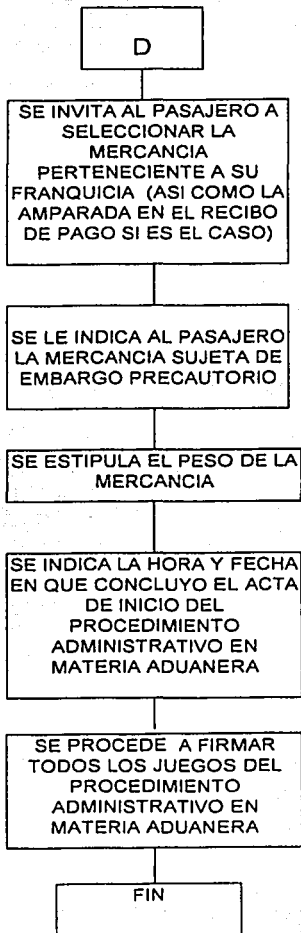 D
SE INVITA AL PASAJERO A
SELECCIONAR LA
MERCANCIA
PERTENECIENTE A SU
FRANQUICIA (ASI COMO LA
AMPARADA EN EL RECIBO
DE PAGO SI ES EL CASO)
SE LE INDICA AL PASAJERO
LA MERCANCIA SUJETA DE
EMBARGO PRECAUTORIO
SE ESTIPULA EL PESO DE LA
MERCANCIA
SE INDICA LA HORA Y FECHA
EN QUE CONCLUYO EL ACTA
DE INICIO DEL
PROCEDIMIENTO
ADMINISTRATIVO EN
MATERIA ADUANERA
SE PROCEDE A FIRMAR
TODOS LOS JUEGOS DEL
PROCEDIMIENTO
ADMINISTRATIVO EN
MATERIA ADUANERA
FIN